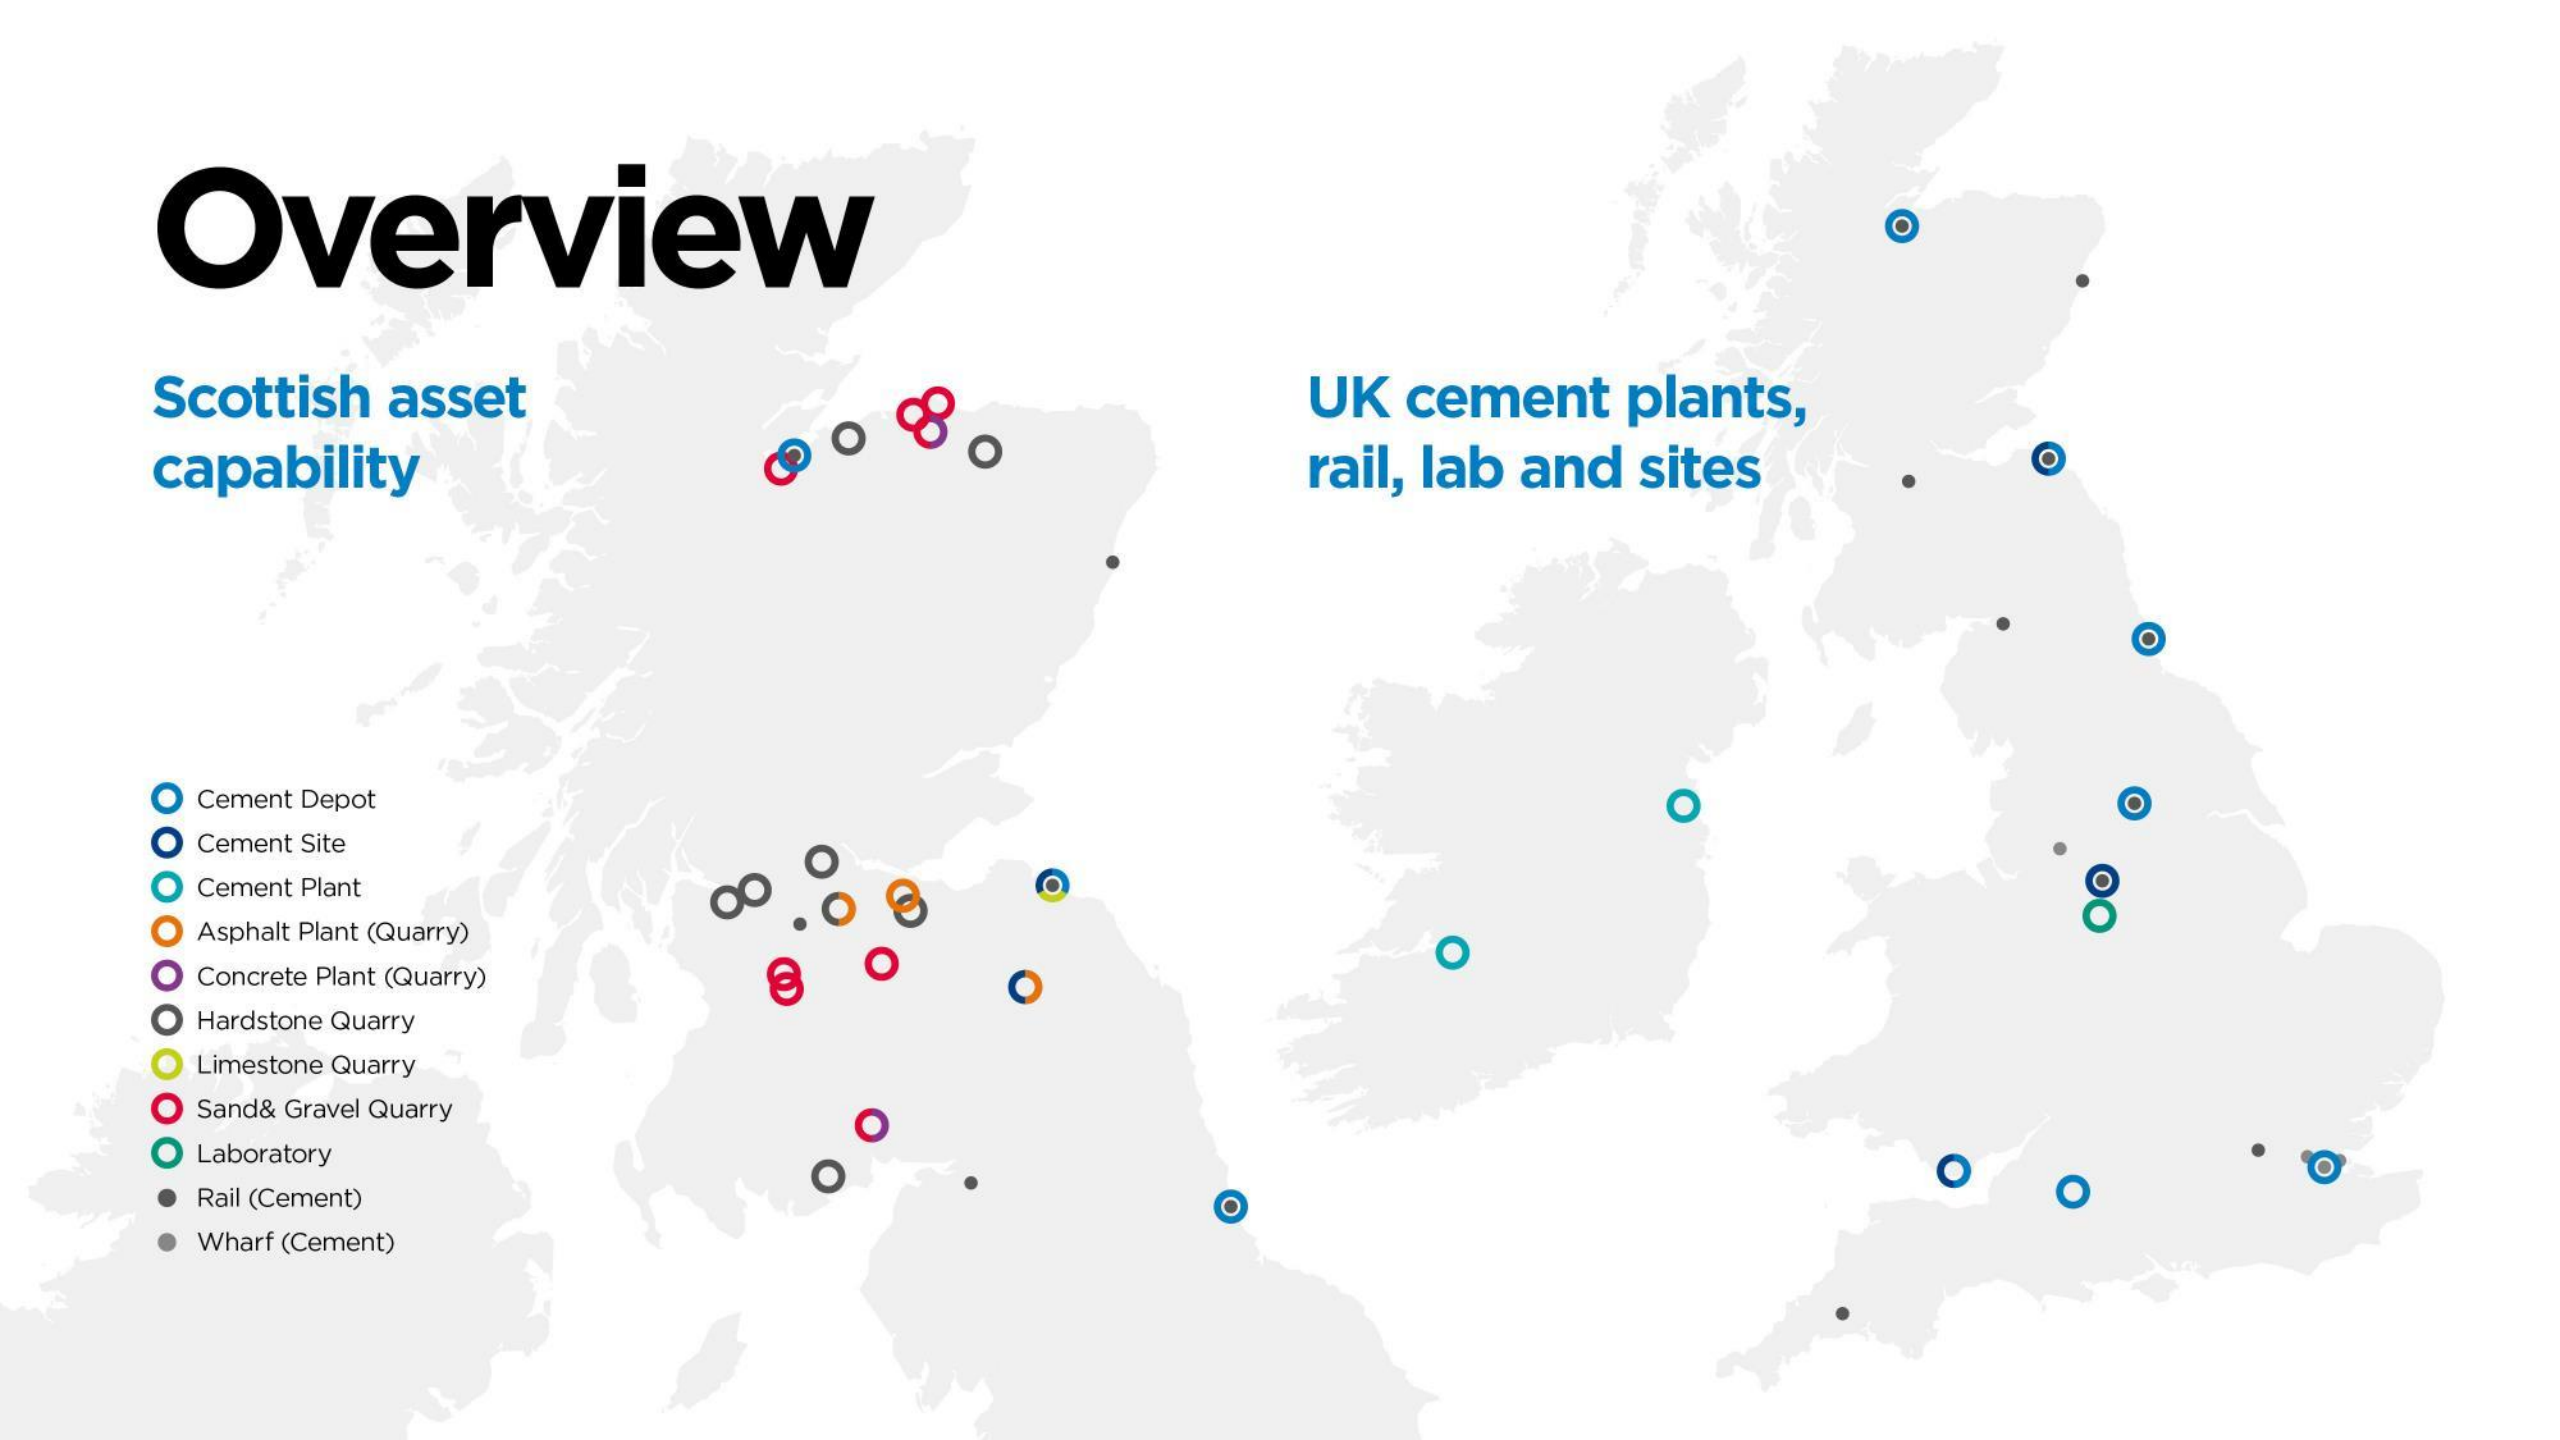 Overview
Scottish asset
capability
UK cement plants,
rail, lab and sites
Cement Depot
Cement Site
Cement Plant
Asphalt Plant (Quarry)
Concrete Plant (Quarry)
Hardstone Quarry
Limestone Quarry
Sand& Gravel Quarry
Laboratory
Rail (Cement)
Wharf (Cement)